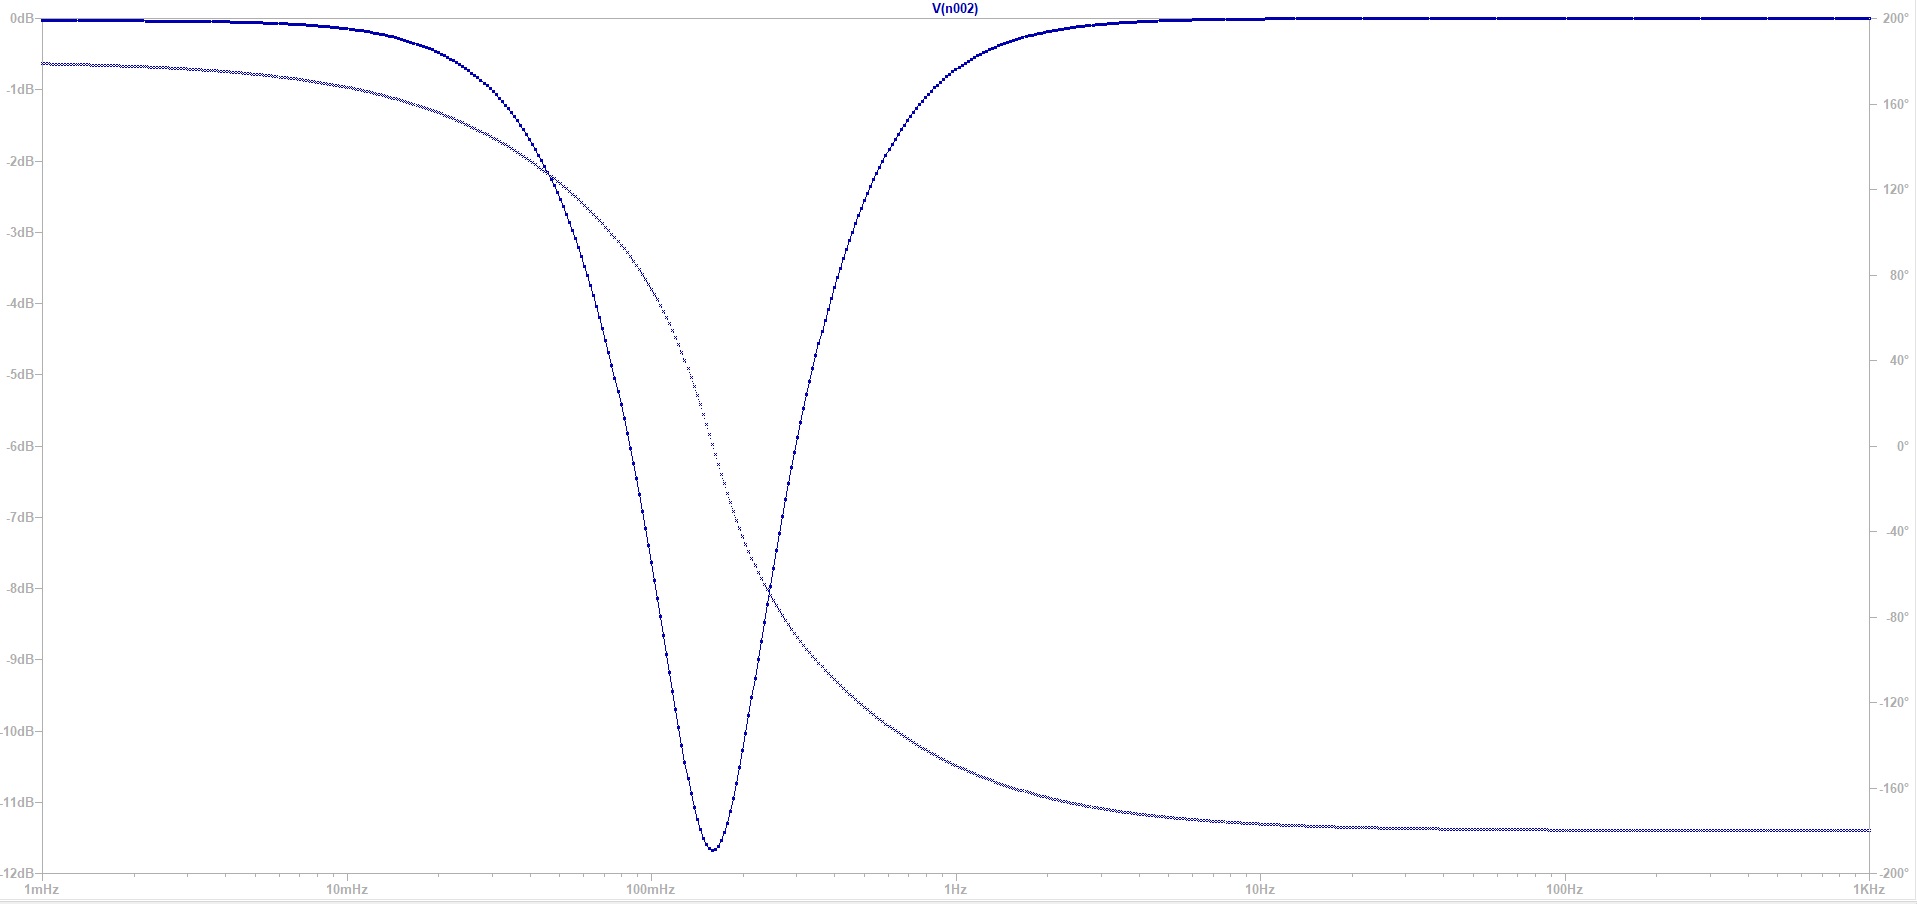 V(n002)
0dB
-1dB
-2dB
-3dB
-4dB
-5dB
-6dB
-7dB
-8dB
-9dB
-10dB
-11dB
-12dB
200°
160°
120°
80°
40°
0°
-40°
-80°
-120°
-160°
-200°
1mHz 10mHz 100mHz 1Hz 10Hz 100Hz 1KHz